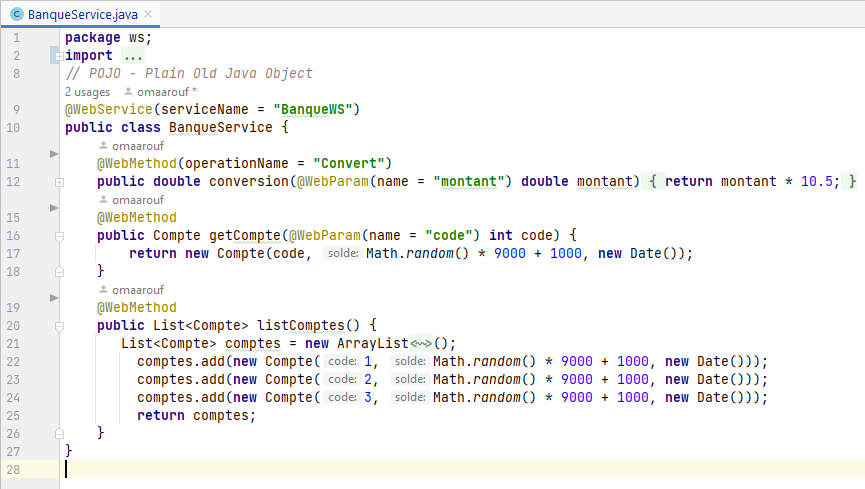 BanqueService.java
1 package ws;
2 import ...
8 // POJO - Plain Old Java Object
2 usages omaarouf *
9 @WebService(serviceName = "BanqueWS")
10 public class BanqueService {
omaarouf
11 @WebMethod(operationName = "Convert")
12 public double conversion(@WebParam(name = "montant") double montant) { return montant * 10.5; }
omaarouf
15 @WebMethod
16 public Compte getCompte(@WebParam(name = "code") int code) {
17 return new Compte(code, solde: Math.random() * 9000 + 1000, new Date());
18 }
omaarouf
19 @WebMethod
20 public List<Compte> listComptes() {
21 List<Compte> comptes = new ArrayList<~>();
22 comptes.add(new Compte( code: 1, solde: Math.random() * 9000 + 1000, new Date()));
23 comptes.add(new Compte( code: 2, solde: Math.random() * 9000 + 1000, new Date()));
24 comptes.add(new Compte( code: 3, solde: Math.random() * 9000 + 1000, new Date()));
25 return comptes;
26 }
27 }
28